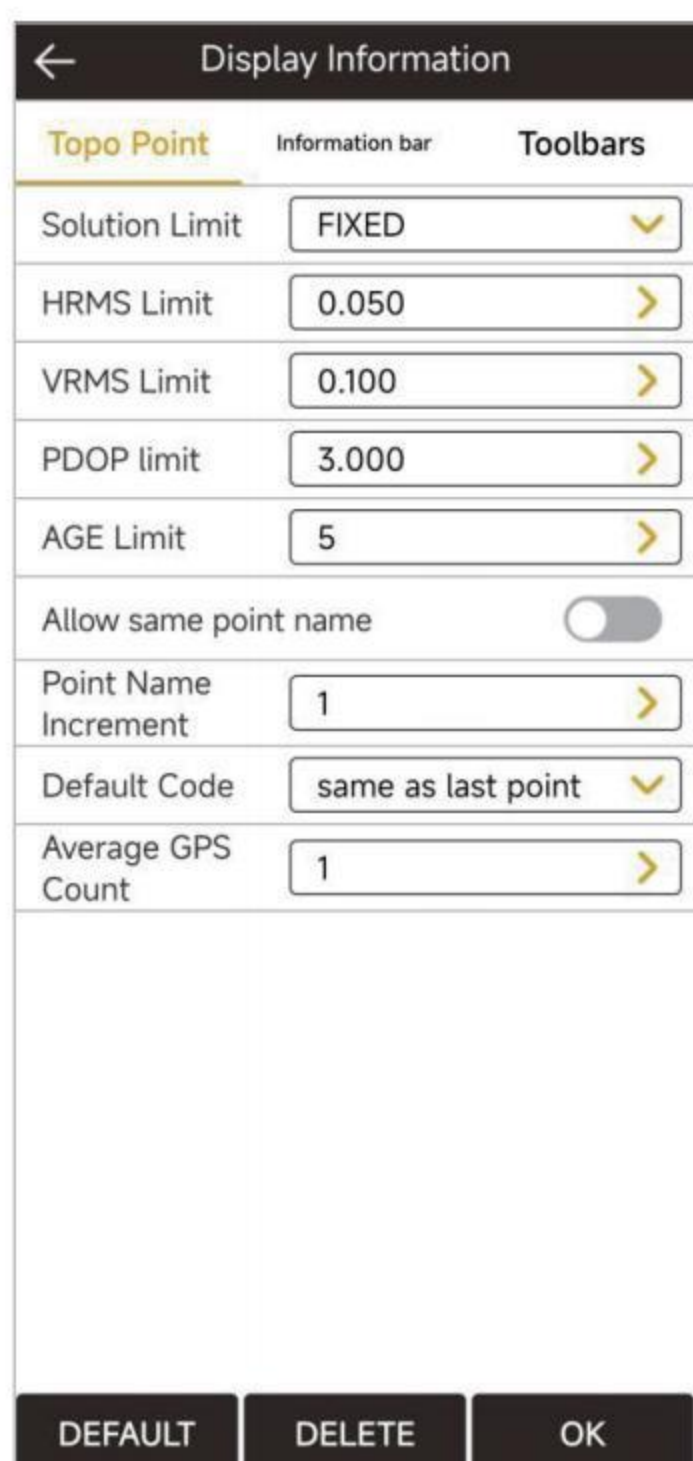 Display Information
Topo Point Information bar Toolbars
Solution Limit FIXED
HRMS Limit 0.050
VRMS Limit 0.100
PDOP limit 3.000
AGE Limit 5
Allow same point name
Point Name
Increment 1
Default Code same as last point
Average GPS
Count 1
DEFAULT DELETE OK